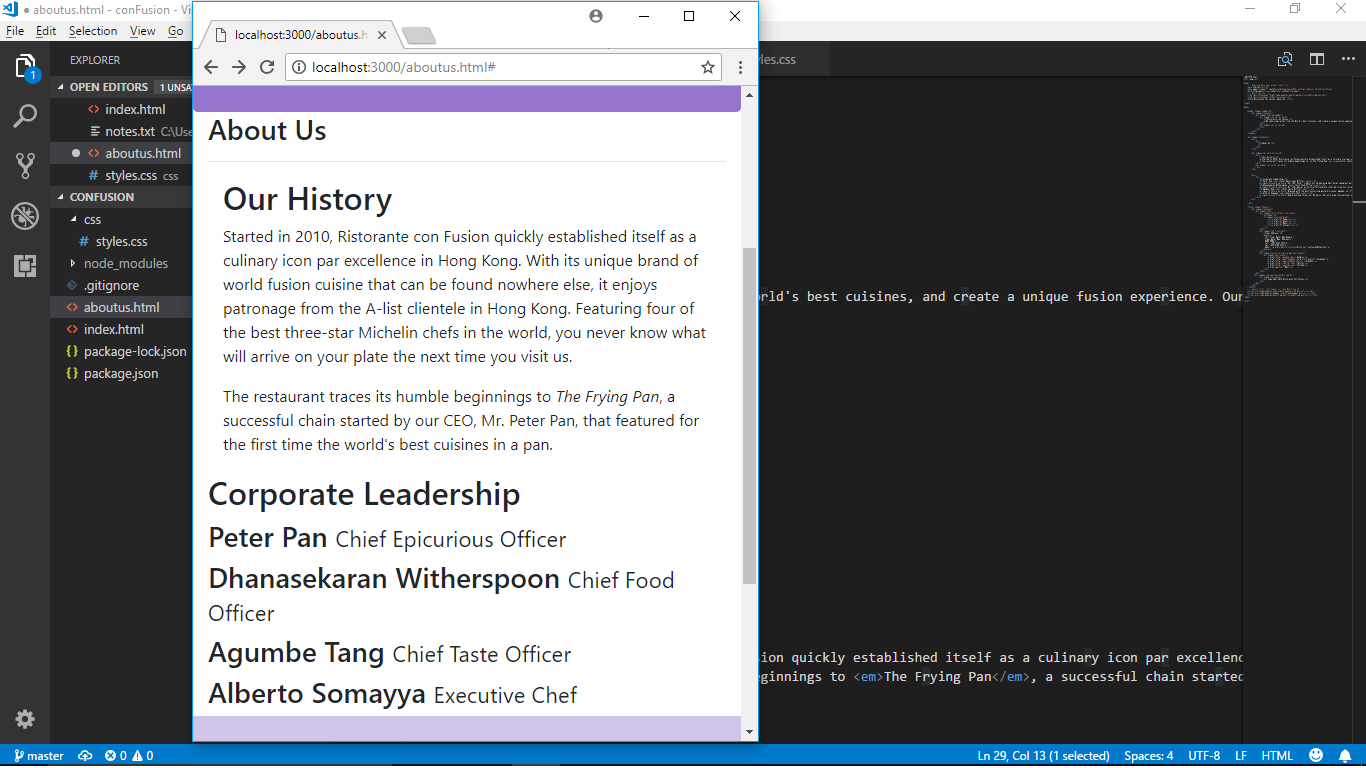 aboutus.html - conFusion - Vi
File Edit Selection View Go
EXPLORER
OPEN EDITORS 1 UNSA
index.html
notes.txt C:\Use
aboutus.html
styles.css css
CONFUSION
css
styles.css
node_modules
.gitignore
aboutus.html
index.html
package-lock.json
package.json
1
localhost:3000/aboutus.h
localhost:3000/aboutus.html#
About Us
Our History
Started in 2010, Ristorante con Fusion quickly established itself as a
culinary icon par excellence in Hong Kong. With its unique brand of
world fusion cuisine that can be found nowhere else, it enjoys
patronage from the A-list clientele in Hong Kong. Featuring four of
the best three-star Michelin chefs in the world, you never know what
will arrive on your plate the next time you visit us.
The restaurant traces its humble beginnings to The Frying Pan, a
successful chain started by our CEO, Mr. Peter Pan, that featured for
the first time the world's best cuisines in a pan.
Corporate Leadership
Peter Pan Chief Epicurious Officer
Dhanasekaran Witherspoon Chief Food
Officer
Agumbe Tang Chief Taste Officer
Alberto Somayya Executive Chef
les.css
rld's best cuisines, and create a unique fusion experience. Our
ion quickly established itself as a culinary icon par excellenc
ginnings to <em>The Frying Pan</em>, a successful chain started
master 0 0
Ln 29, Col 13 (1 selected) Spaces: 4 UTF-8 LF HTML